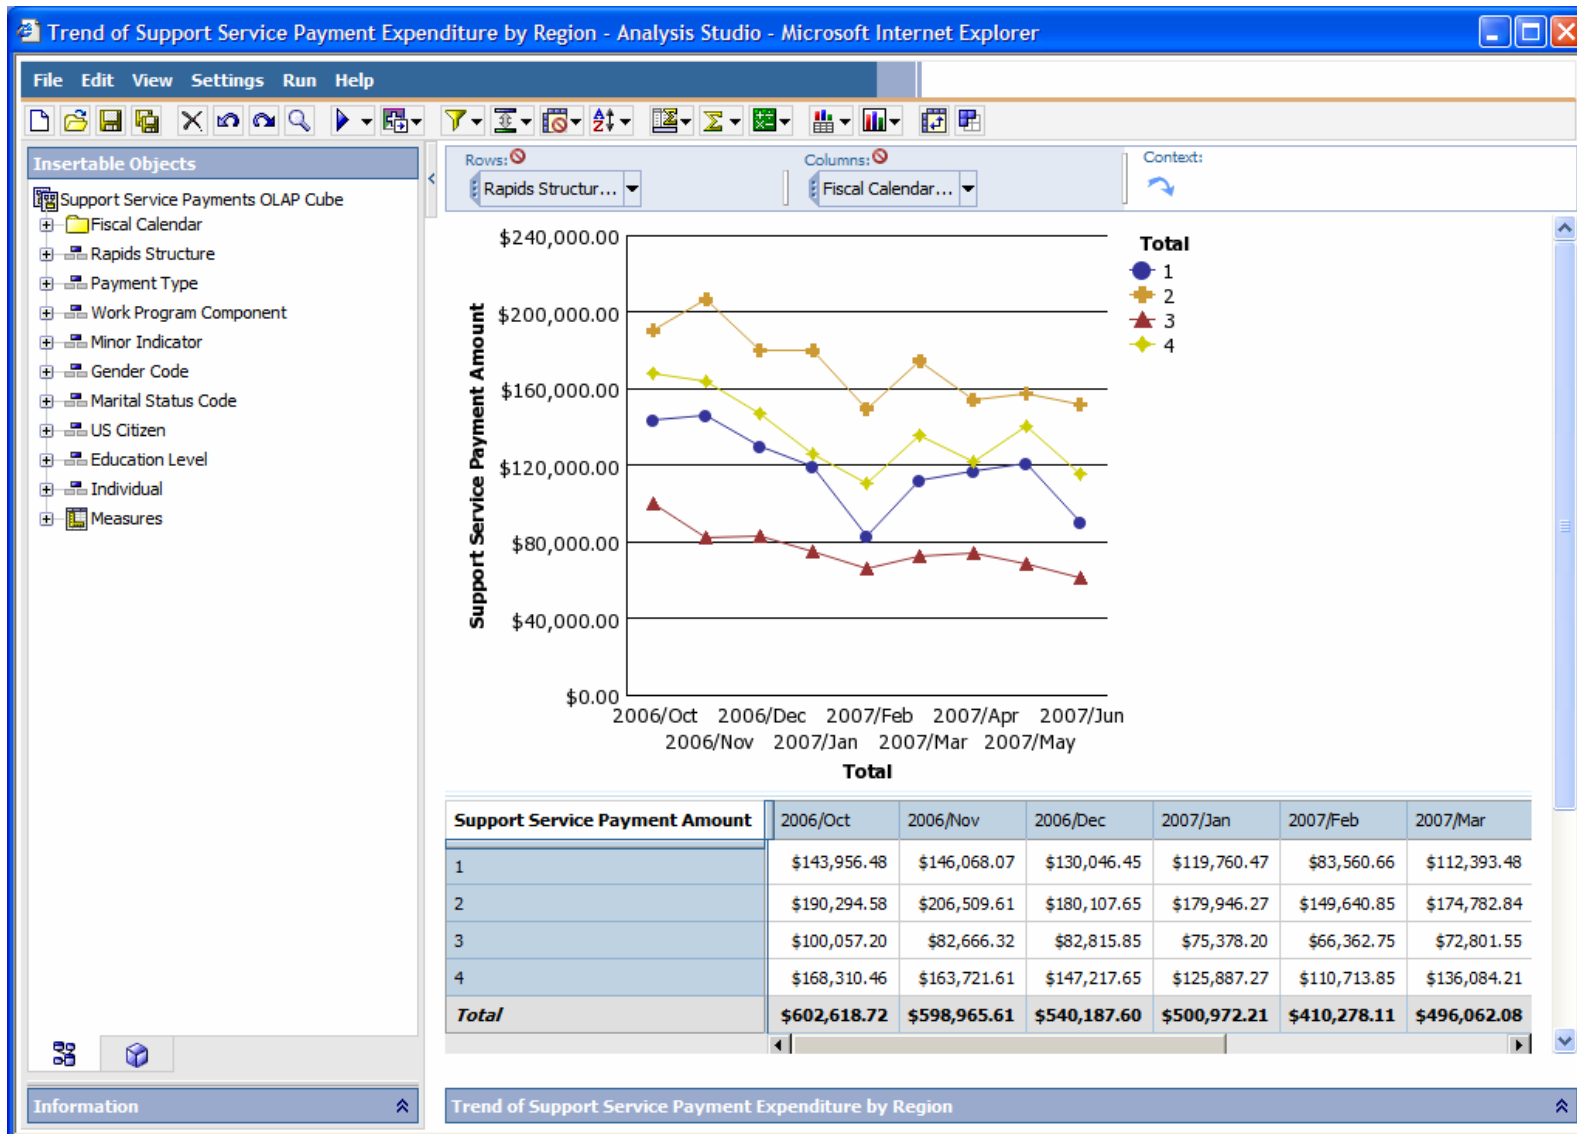 Trend of Support Service Payment Expenditure by Region - Analysis Studio - Microsoft Internet Explorer
File Edit View Settings Run Help
Insertable Objects
Support Service Payments OLAP Cube
Fiscal Calendar
Rapids Structure
Payment Type
Work Program Component
Minor Indicator
Gender Code
Marital Status Code
US Citizen
Education Level
Individual
Measures
Information
Rows: Columns: Context:
Rapids Structur... Fiscal Calendar...
Support Service Payment Amount
$240,000.00
$200,000.00
$160,000.00
$120,000.00
$80,000.00
$40,000.00
$0.00
2006/Oct 2006/Dec 2007/Feb 2007/Apr 2007/Jun
2006/Nov 2007/Jan 2007/Mar 2007/May
Total
Total
1
2
3
4
Support Service Payment Amount 2006/Oct 2006/Nov 2006/Dec 2007/Jan 2007/Feb 2007/Mar
1 $143,956.48 $146,068.07 $130,046.45 $119,760.47 $83,560.66 $112,393.48
2 $190,294.58 $206,509.61 $180,107.65 $179,946.27 $149,640.85 $174,782.84
3 $100,057.20 $82,666.32 $82,815.85 $75,378.20 $66,362.75 $72,801.55
4 $168,310.46 $163,721.61 $147,217.65 $125,887.27 $110,713.85 $136,084.21
Total $602,618.72 $598,965.61 $540,187.60 $500,972.21 $410,278.11 $496,062.08
Trend of Support Service Payment Expenditure by Region